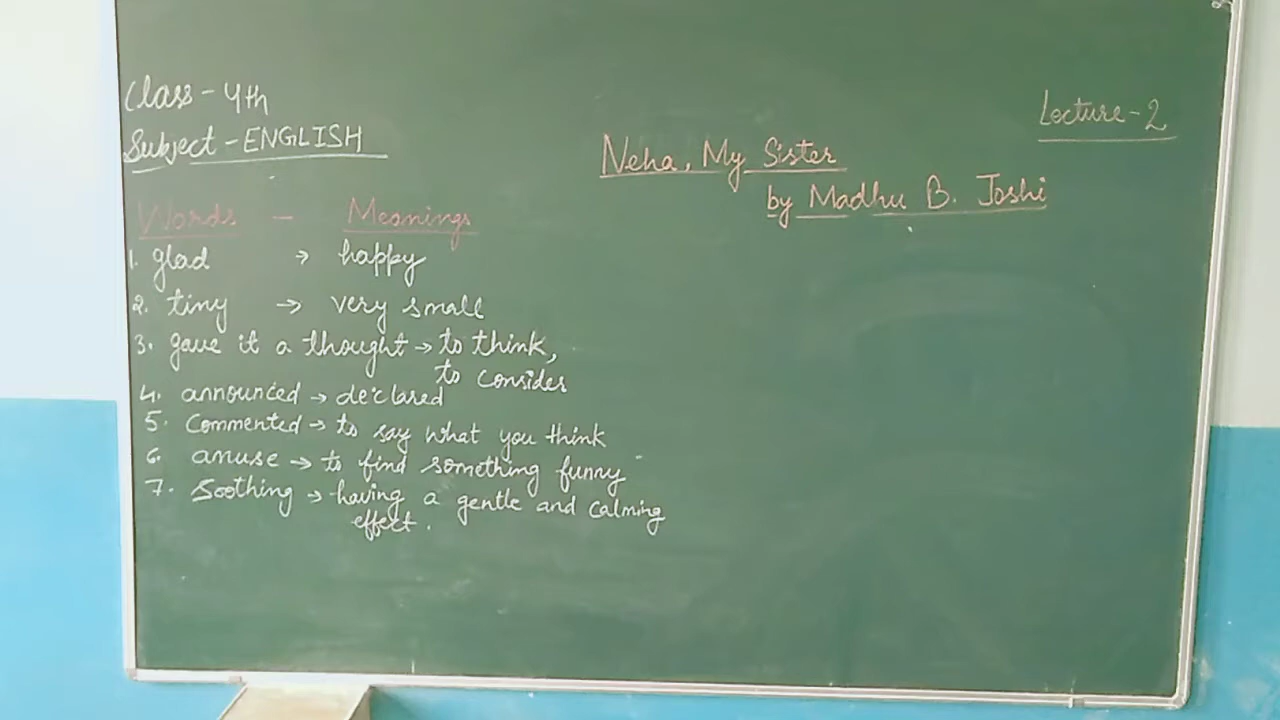 Class - 4th
Subject - ENGLISH
Lecture - 2
Neha, My Sister
by Madhu B. Joshi
Words - Meanings
1. glad → happy
2. tiny → very small
3. gave it a thought → to think,
to consider
4. announced → declared
5. Commented → to say what you think
6. amuse → to find something funny
7. Soothing → having a gentle and calming
effect.